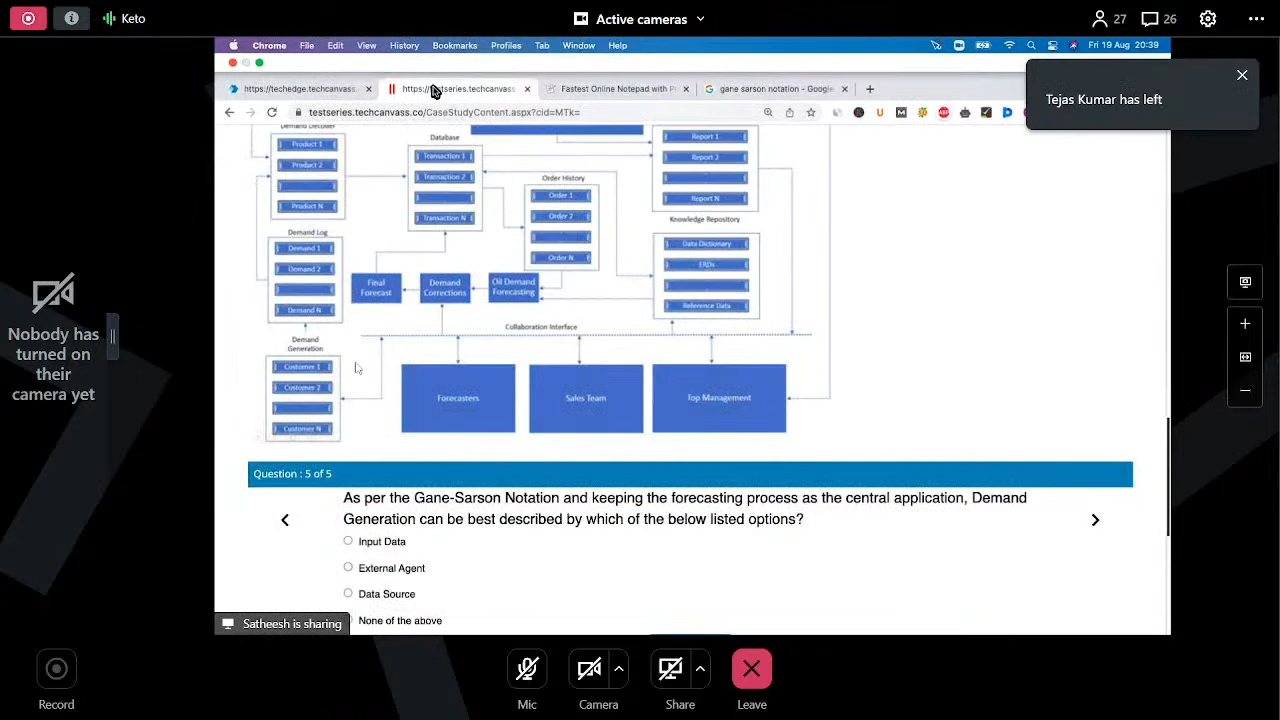 Keto
Active cameras
27
26
Chrome File Edit View History Bookmarks Profiles Tab Window Help
Fri 19 Aug 20:39
https://techedge.techcanvass.
testseries.techcanvass.
Fastest Online Notepad with P
gane sarson notation - Google
testseries.techcanvass.co/CaseStudyContent.aspx?cid=MTk=
Tejas Kumar has left
Demand Decoder
Product 1
Product 2
Product N
Database
Transaction 1
Transaction 2
Transaction N
Order History
Order 1
Order 2
Order N
Report 1
Report 2
Report N
Knowledge Repository
Data Dictionary
ERDs
Reference Data
Demand Log
Demand 1
Demand 2
Demand N
Final
Forecast
Demand
Corrections
Oil Demand
Forecasting
Collaboration Interface
Demand
Generation
Customer 1
Customer 2
Customer N
Forecasters
Sales Team
Top Management
Nobody has
turned on
their
camera yet
Question : 5 of 5
As per the Gane-Sarson Notation and keeping the forecasting process as the central application, Demand
Generation can be best described by which of the below listed options?
Input Data
External Agent
Data Source
None of the above
Satheesh is sharing
Record
Mic
Camera
Share
Leave